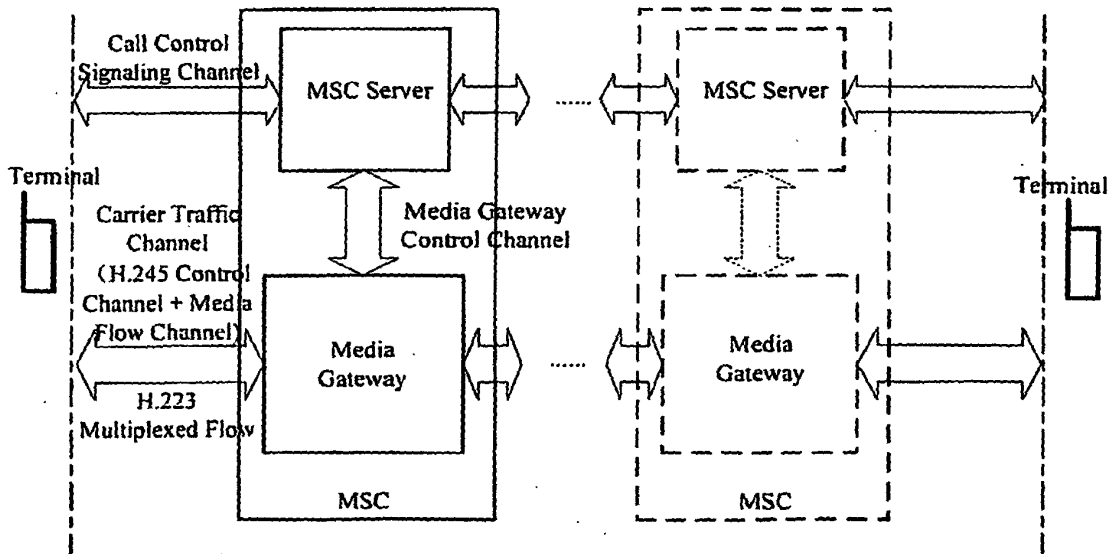 Call Control
Signaling Channel
MSC Server
......
MSC Server
Terminal
Terminal
Carrier Traffic
Channel
(H.245 Control
Channel + Media
Flow Channel)
Media Gateway
Control Channel
Media
Gateway
......
Media
Gateway
H.223
Multiplexed Flow
MSC
MSC